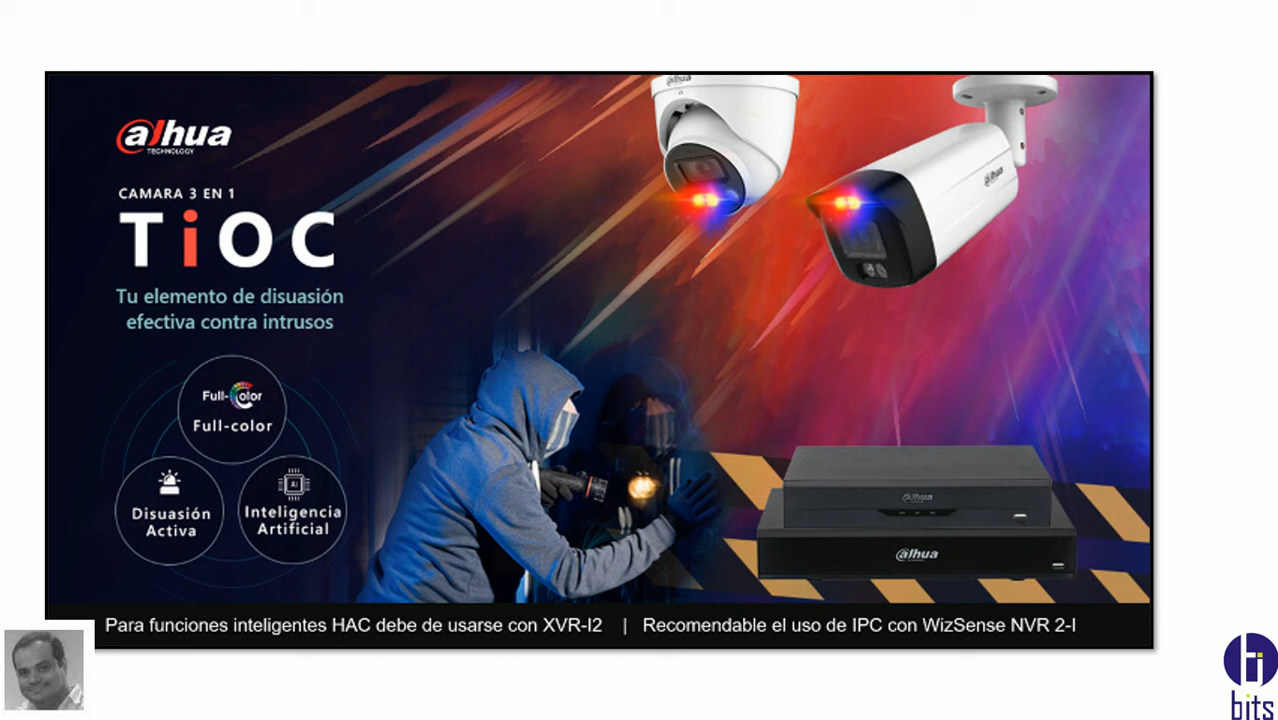 alhua
TECHNOLOGY
CAMARA 3 EN 1
TiOC
Tu elemento de disuasión
efectiva contra intrusos
Full-Color
Full-color
Disuasión
Activa
AI
Inteligencia
Artificial
alhua
alhua
alhua
alhua
Para funciones inteligentes HAC debe de usarse con XVR-I2 | Recomendable el uso de IPC con WizSense NVR 2-I
bits